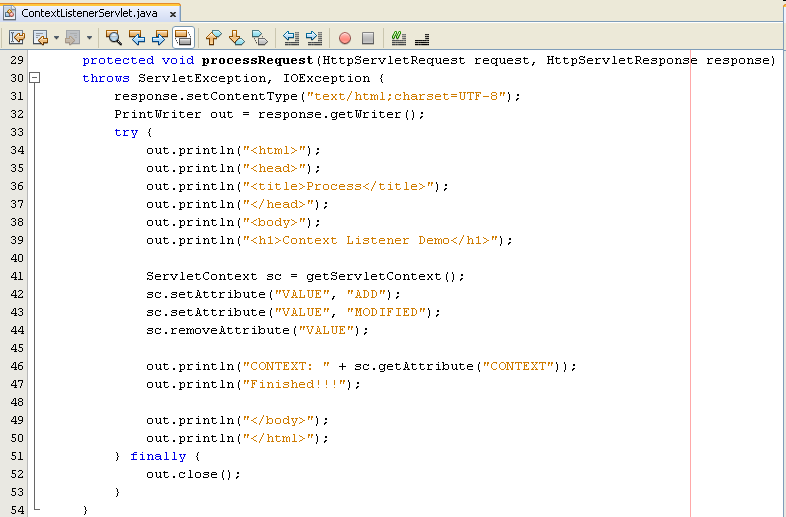 ContextListenerServlet.java x
29 protected void processRequest(HttpServletRequest request, HttpServletResponse response)
30 throws ServletException, IOException {
31 response.setContentType("text/html;charset=UTF-8");
32 PrintWriter out = response.getWriter();
33 try {
34 out.println("<html>");
35 out.println("<head>");
36 out.println("<title>Process</title>");
37 out.println("</head>");
38 out.println("<body>");
39 out.println("<h1>Context Listener Demo</h1>");
40
41 ServletContext sc = getServletContext();
42 sc.setAttribute("VALUE", "ADD");
43 sc.setAttribute("VALUE", "MODIFIED");
44 sc.removeAttribute("VALUE");
45
46 out.println("CONTEXT: " + sc.getAttribute("CONTEXT"));
47 out.println("Finished!!!");
48
49 out.println("</body>");
50 out.println("</html>");
51 } finally {
52 out.close();
53 }
54 }